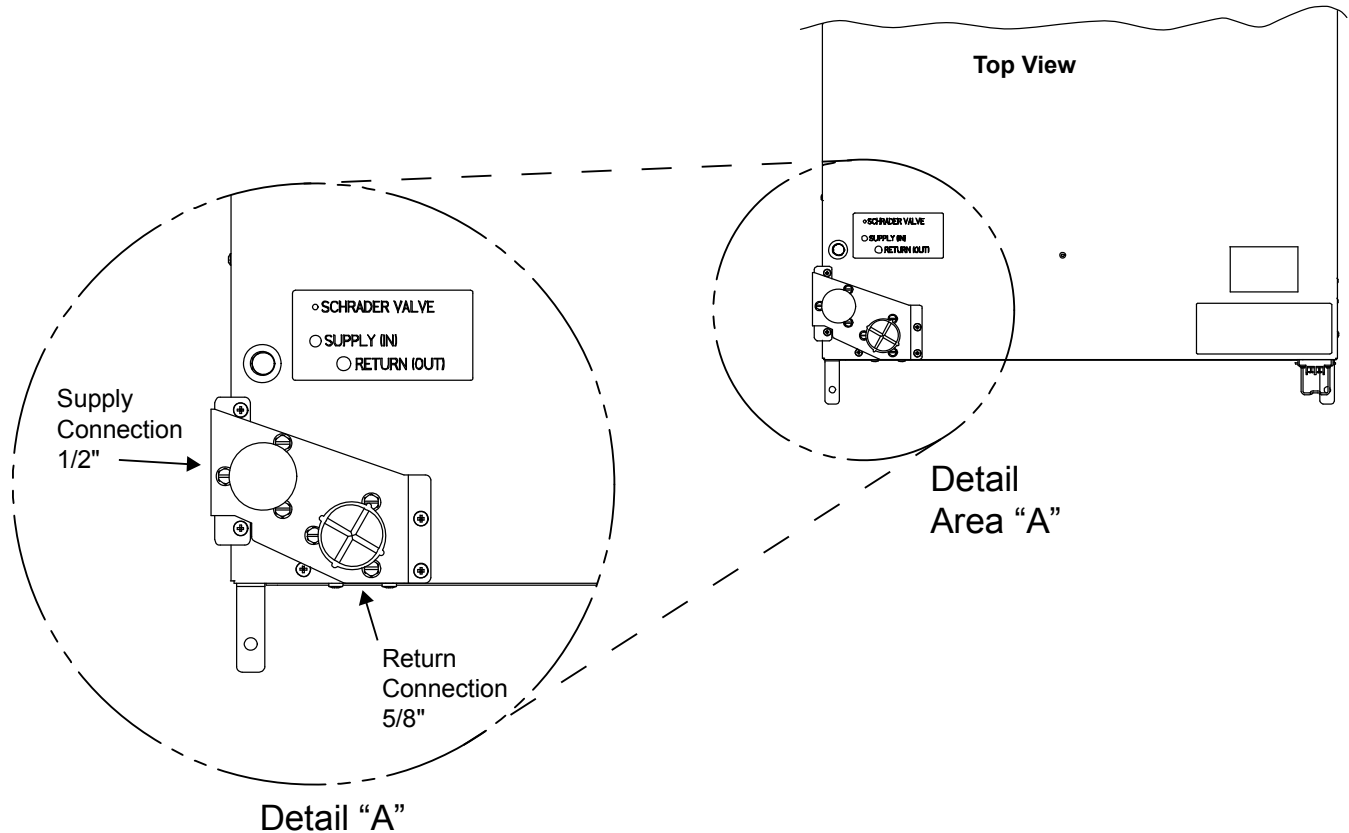 Top View
SCHRADER VALVE
SUPPLY (IN)
RETURN (OUT)
Detail
Area “A”
SCHRADER VALVE
SUPPLY (IN)
RETURN (OUT)
Supply
Connection
1/2"
Return
Connection
5/8"
Detail “A”